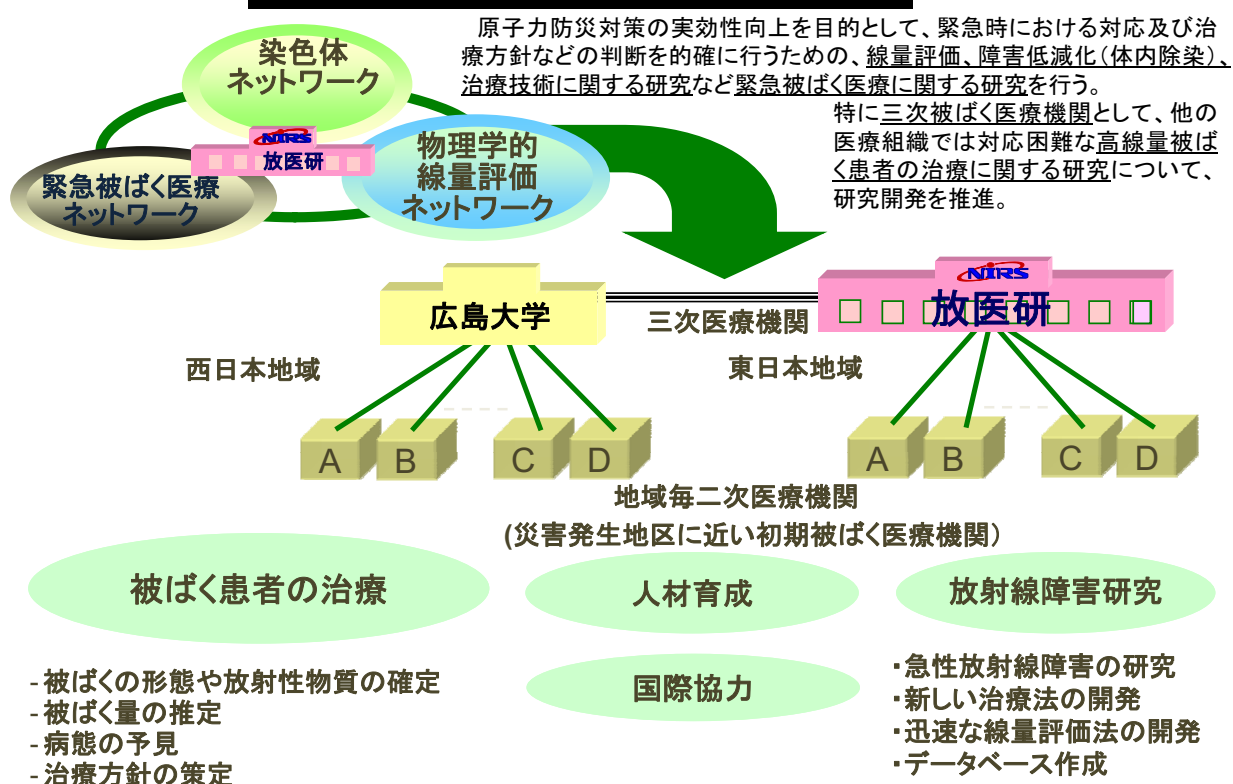 原子力防災対策の実効性向上を目的として、緊急時における対応及び治
療方針などの判断を的確に行うための、線量評価、障害低減化（体内除染）、
治療技術に関する研究など緊急被ばく医療に関する研究を行う。
特に三次被ばく医療機関として、他の
医療組織では対応困難な高線量被ば
く患者の治療に関する研究について、
研究開発を推進。
染色体
ネットワーク
NIRS
放医研
物理学的
線量評価
ネットワーク
緊急被ばく医療
ネットワーク
広島大学
三次医療機関
NIRS
放医研
西日本地域
東日本地域
A B C D
A B C D
地域毎二次医療機関
(災害発生地区に近い初期被ばく医療機関）
被ばく患者の治療
人材育成
放射線障害研究
国際協力
-被ばくの形態や放射性物質の確定
-被ばく量の推定
-病態の予見
-治療方針の策定
・急性放射線障害の研究
・新しい治療法の開発
・迅速な線量評価法の開発
・データベース作成